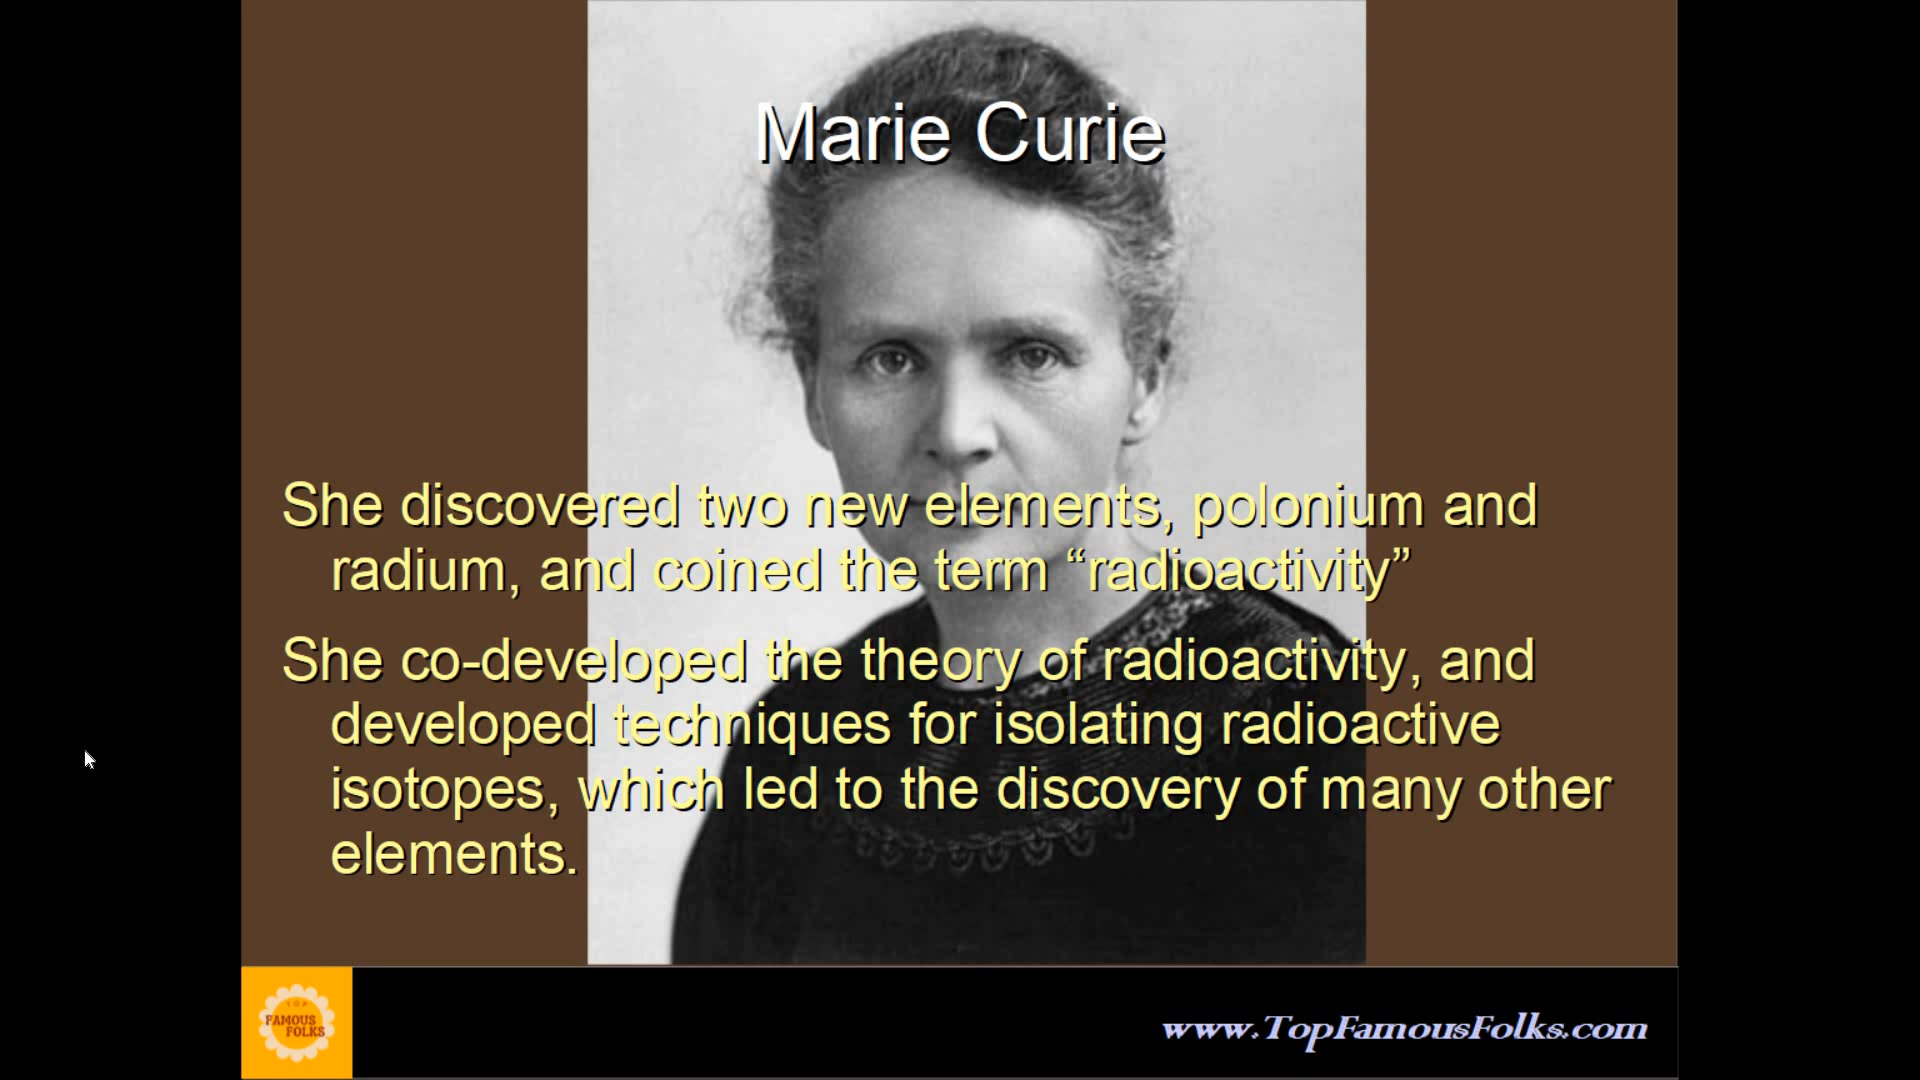 Marie Curie
She discovered two new elements, polonium and
radium, and coined the term “radioactivity”
She co-developed the theory of radioactivity, and
developed techniques for isolating radioactive
isotopes, which led to the discovery of many other
elements.
TOP
FAMOUS
FOLKS
www.TopFamousFolks.com